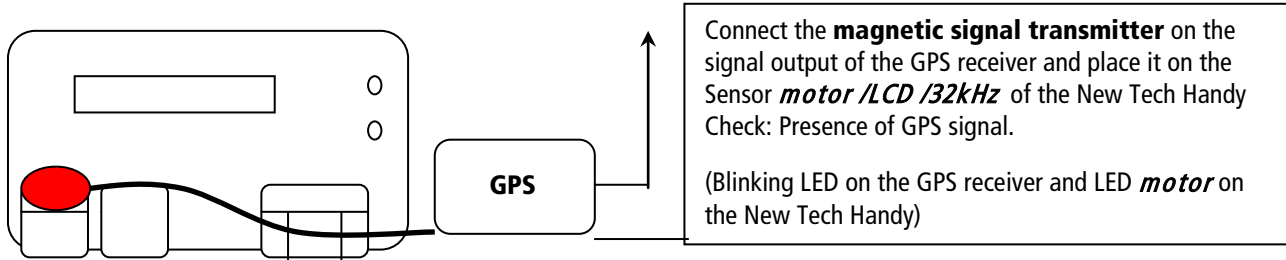 GPS
Connect the magnetic signal transmitter on the
signal output of the GPS receiver and place it on the
Sensor motor /LCD /32kHz of the New Tech Handy
Check: Presence of GPS signal.
(Blinking LED on the GPS receiver and LED motor on
the New Tech Handy)